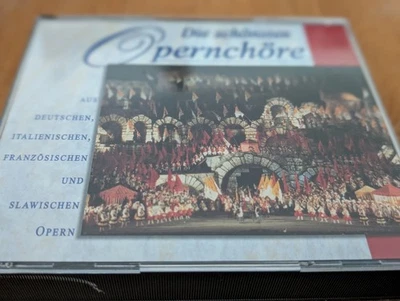 Die schönsten
Opernchöre
AUS
DEUTSCHEN,
ITALIENISCHEN,
FRANZÖSISCHEN
UND
SLAWISCHEN
OPERN